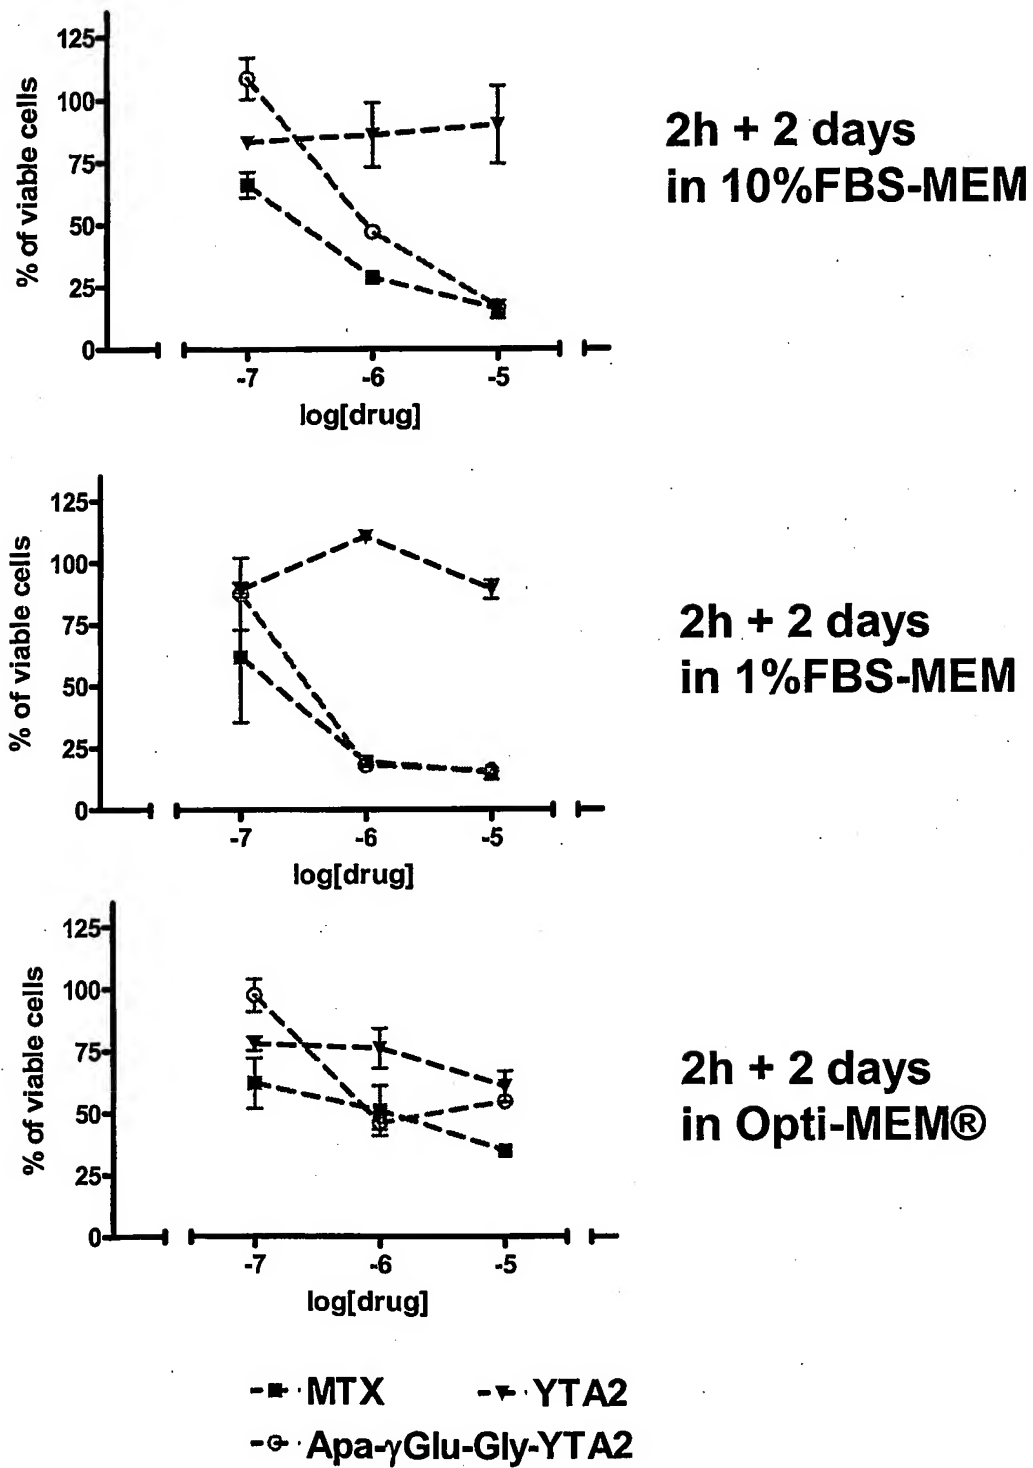 % of viable cells
125
100
75
50
25
0
-7 -6 -5
log[drug]
2h + 2 days
in 10%FBS-MEM
% of viable cells
125
100
75
50
25
0
-7 -6 -5
log[drug]
2h + 2 days
in 1%FBS-MEM
% of viable cells
125
100
75
50
25
0
-7 -6 -5
log[drug]
2h + 2 days
in Opti-MEM®
MTX YTA2
Apa-γGlu-Gly-YTA2